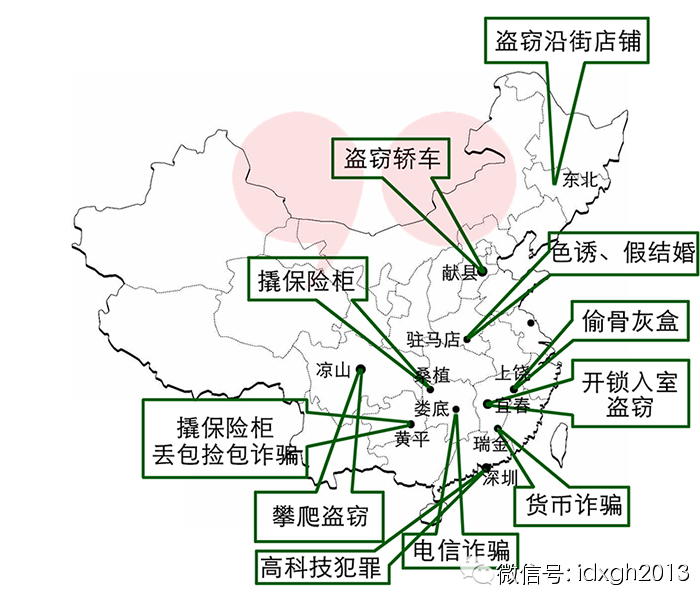 盗窃沿街店铺
盗窃轿车
东北
色诱、假结婚
献县
撬保险柜
偷骨灰盒
驻马店
凉山
桑植
上饶
开锁入室
盗窃
娄底
宜春
撬保险柜
丢包捡包诈骗
黄平
瑞金
深圳
货币诈骗
攀爬盗窃
电信诈骗
高科技犯罪
微信号: idxgh2013